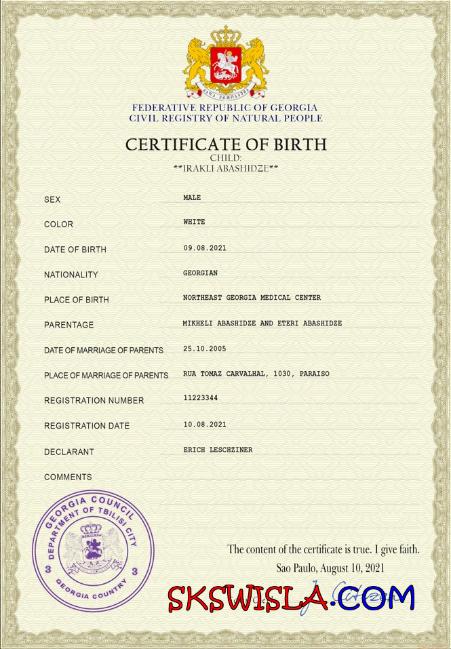 FEDERATIVE REPUBLIC OF GEORGIA
CIVIL REGISTRY OF NATURAL PEOPLE
CERTIFICATE OF BIRTH
CHILD:
**IRAKLI ABASHIDZE**
SEX MALE
COLOR WHITE
DATE OF BIRTH 09.08.2021
NATIONALITY GEORGIAN
PLACE OF BIRTH NORTHEAST GEORGIA MEDICAL CENTER
PARENTAGE MIKHELI ABASHIDZE AND ETERI ABASHIDZE
DATE OF MARRIAGE OF PARENTS 25.10.2005
PLACE OF MARRIAGE OF PARENTS RUA TOMAZ CARVALHAL, 1030, PARAISO
REGISTRATION NUMBER 11223344
REGISTRATION DATE 10.08.2021
DECLARANT ERICH LESCHZINER
COMMENTS
GEORGIA COUNCIL
DEPARTMENT OF TBILISI CITY
3 3
GEORGIA COUNTRY
The content of the certificate is true. I give faith.
Sao Paulo, August 10, 2021
SKSWISLA.COM